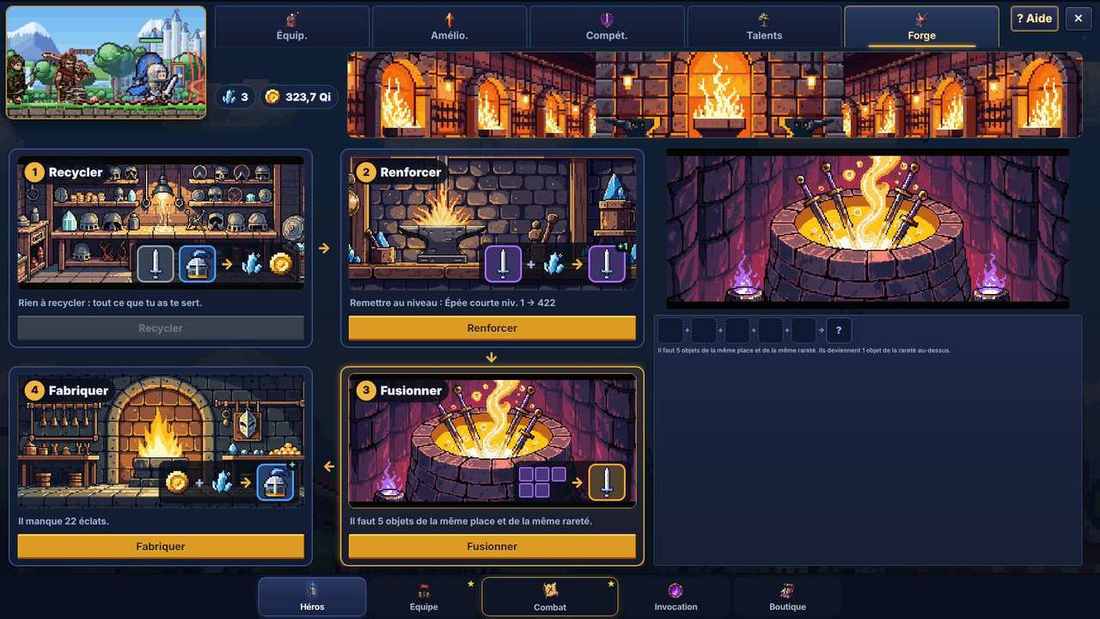 Équip.
Amélio.
Compét.
Talents
Forge
? Aide
×
3
323,7 Qi
1 Recycler
Rien à recycler : tout ce que tu as te sert.
Recycler
2 Renforcer
+
+1
Remettre au niveau : Épée courte niv. 1 → 422
Renforcer
4 Fabriquer
+
Il manque 22 éclats.
Fabriquer
3 Fusionner
Il faut 5 objets de la même place et de la même rareté.
Fusionner
+ + + + → ?
Il faut 5 objets de la même place et de la même rareté. Ils deviennent 1 objet de la rareté au-dessus.
Héros
Équipe
Combat
Invocation
Boutique